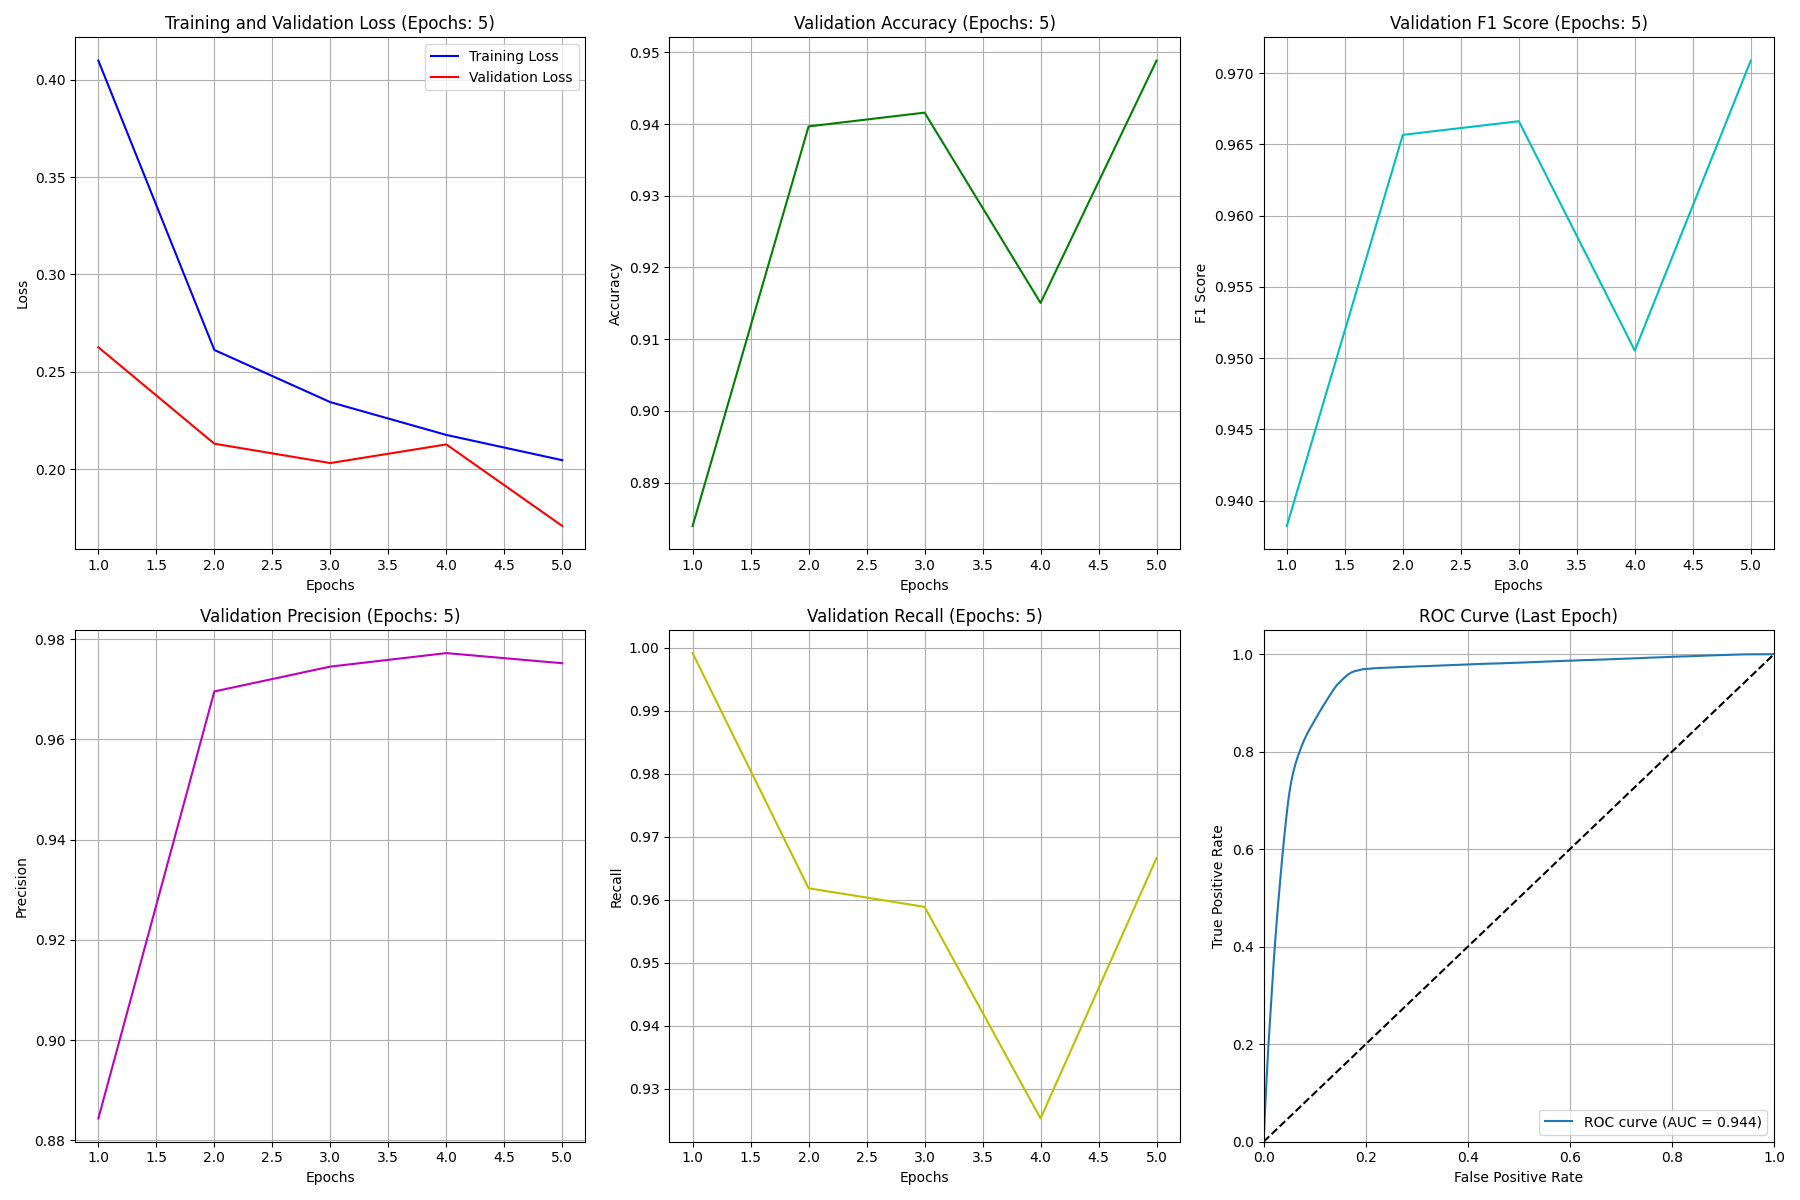 Training and Validation Loss (Epochs: 5)
Training Loss
Validation Loss
0.40
0.35
0.30
0.25
0.20
Loss
1.0 1.5 2.0 2.5 3.0 3.5 4.0 4.5 5.0
Epochs
Validation Accuracy (Epochs: 5)
0.95
0.94
0.93
0.92
0.91
0.90
0.89
Accuracy
1.0 1.5 2.0 2.5 3.0 3.5 4.0 4.5 5.0
Epochs
Validation F1 Score (Epochs: 5)
0.970
0.965
0.960
0.955
0.950
0.945
0.940
F1 Score
1.0 1.5 2.0 2.5 3.0 3.5 4.0 4.5 5.0
Epochs
Validation Precision (Epochs: 5)
0.98
0.96
0.94
0.92
0.90
0.88
Precision
1.0 1.5 2.0 2.5 3.0 3.5 4.0 4.5 5.0
Epochs
Validation Recall (Epochs: 5)
1.00
0.99
0.98
0.97
0.96
0.95
0.94
0.93
Recall
1.0 1.5 2.0 2.5 3.0 3.5 4.0 4.5 5.0
Epochs
ROC Curve (Last Epoch)
1.0
0.8
0.6
0.4
0.2
0.0
True Positive Rate
ROC curve (AUC = 0.944)
0.0 0.2 0.4 0.6 0.8 1.0
False Positive Rate